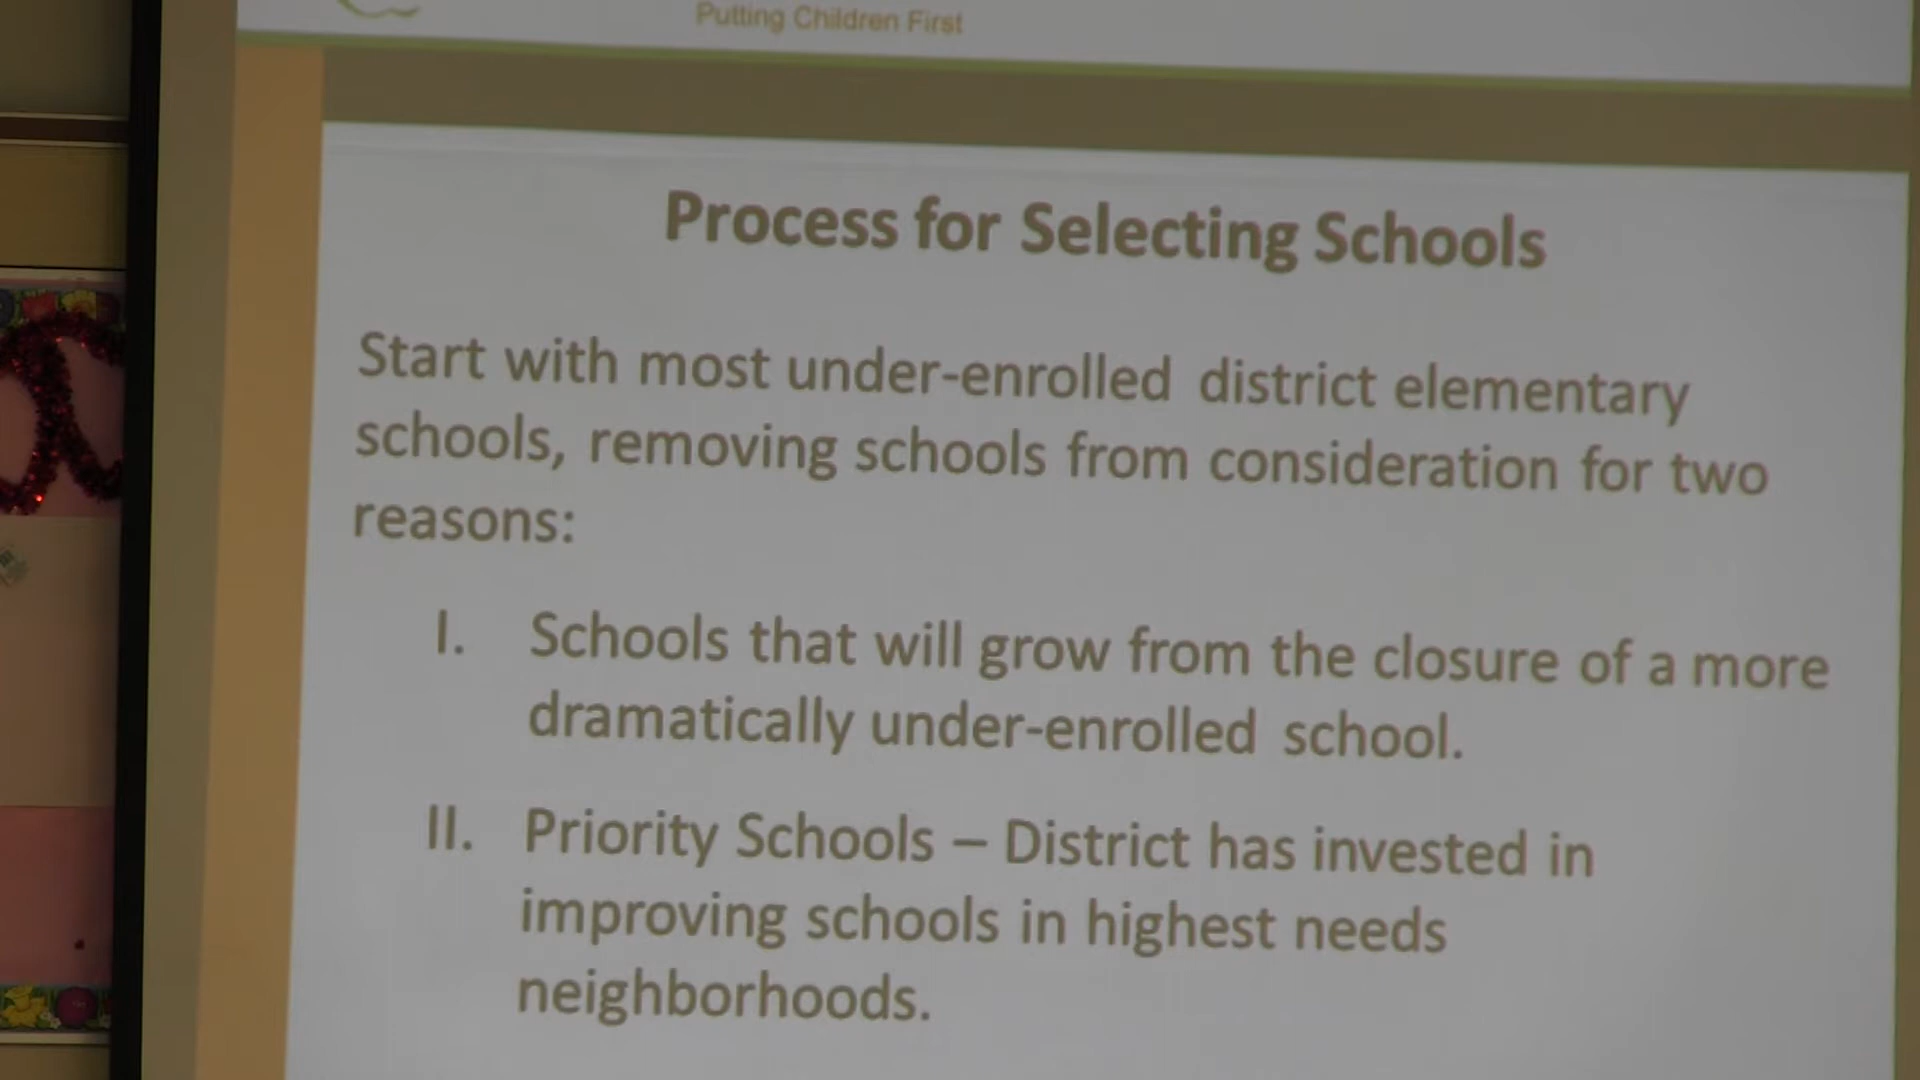 Putting Children First
Process for Selecting Schools
Start with most under-enrolled district elementary
schools, removing schools from consideration for two
reasons:
I. Schools that will grow from the closure of a more
dramatically under-enrolled school.
II. Priority Schools – District has invested in
improving schools in highest needs
neighborhoods.